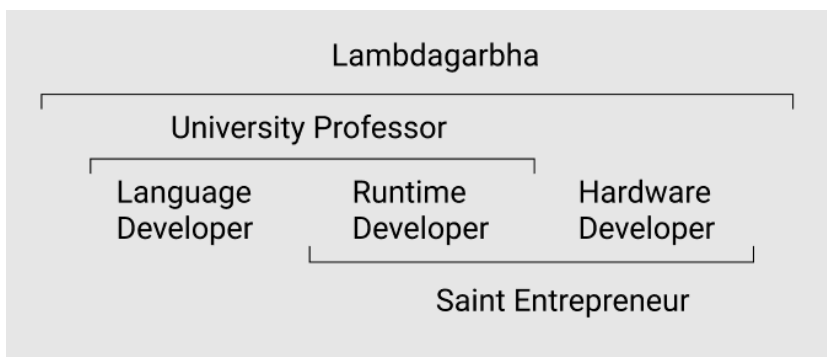 Lambdagarbha
University Professor
Language Runtime Hardware
Developer Developer Developer
Saint Entrepreneur